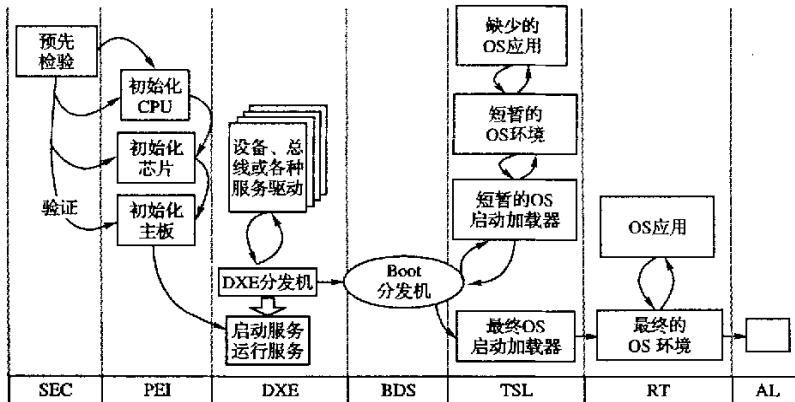 预先
检验
初始化
CPU
初始化
芯片
验证
初始化
主板
设备、总
线或各种
服务驱动
DXE分发机
启动服务
运行服务
Boot
分发机
缺少的
OS应用
短暂的
OS环境
短暂的OS
启动加载器
最终OS
启动加载器
OS应用
最终的
OS 环境
SEC
PEI
DXE
BDS
TSL
RT
AL